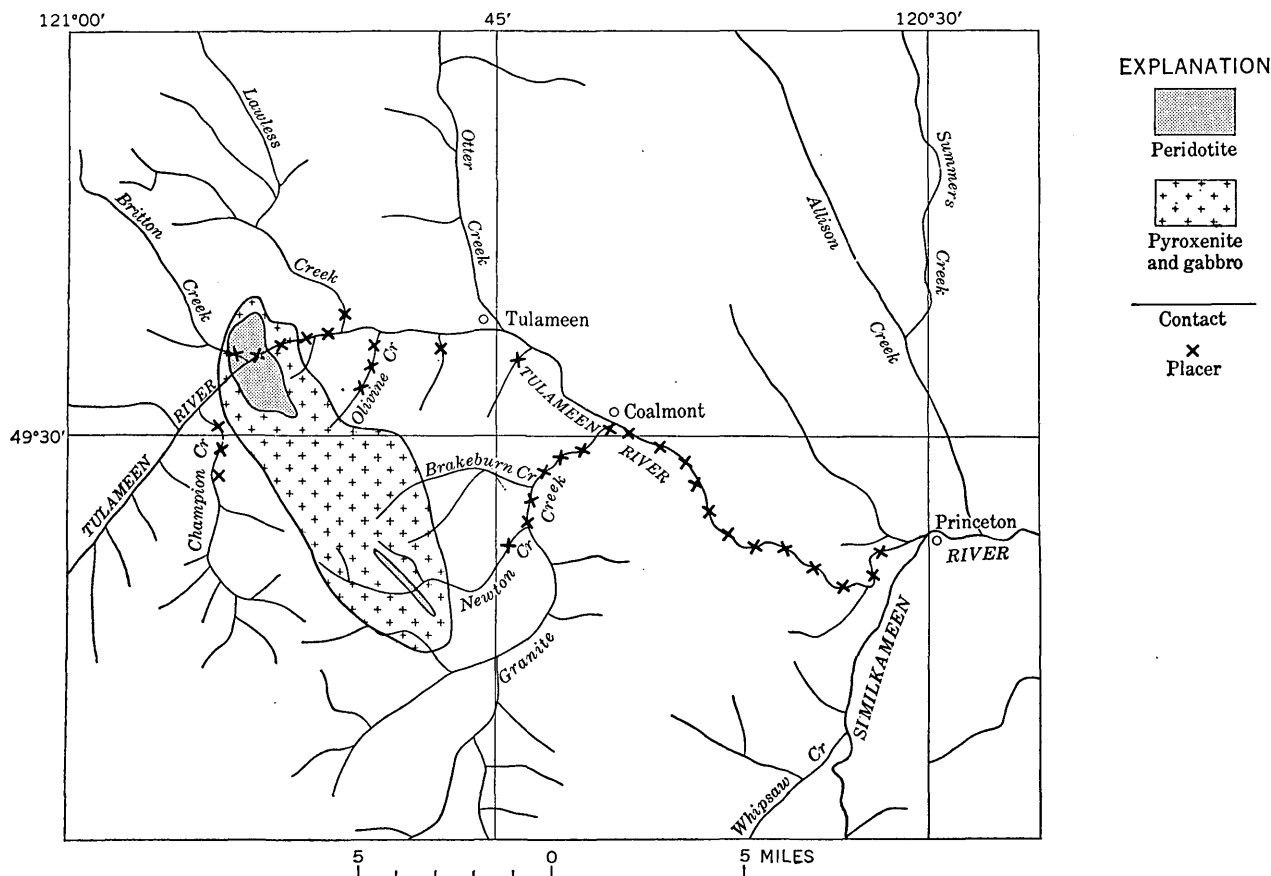 121°00′
45′
120°30′
EXPLANATION
Peridotite
Pyroxenite
and gabbro
Contact
Placer
Lawless
Creek
Otter
Creek
Summers
Creek
Allison
Creek
Britton
Creek
Tulameen
Olivine Cr
TULAMEEN
RIVER
Coalmont
49°30′
TULAMEEN
RIVER
Champion Cr
Brakeburn Cr
Creek
Newton Cr
Granite
Princeton
RIVER
SIMILKAMEEN
Whipsaw Cr
5 0 5 MILES